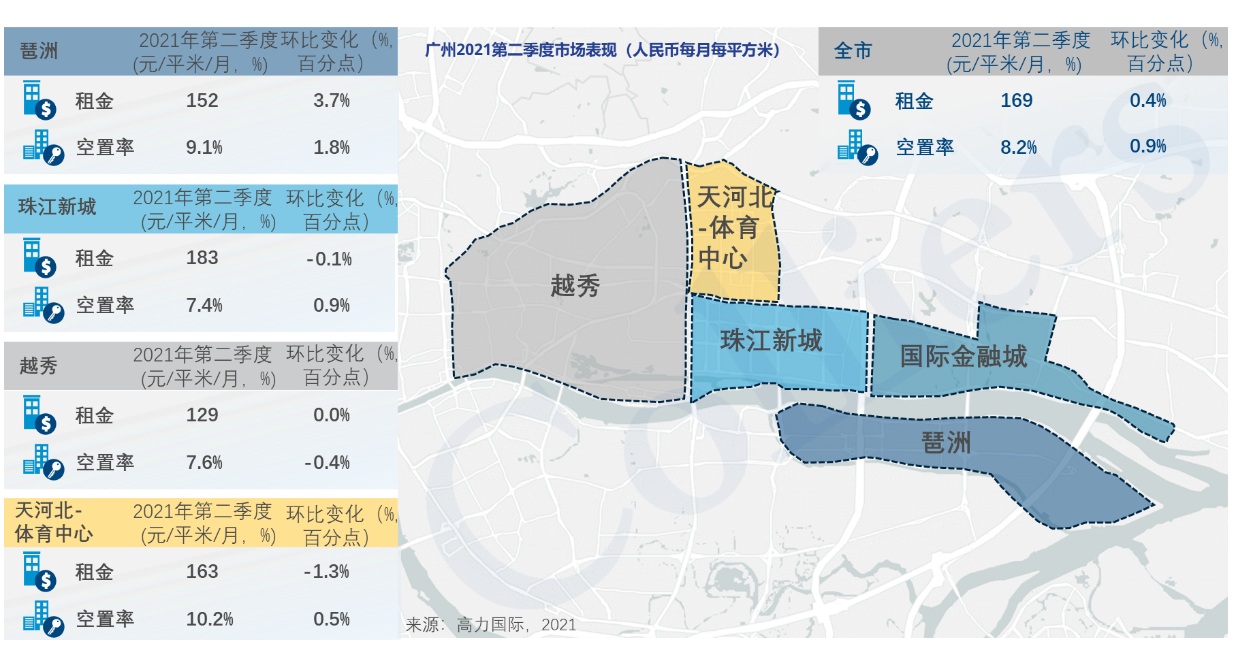 琶洲
2021年第二季度 环比变化（%,
(元/平米/月，%) 百分点）
租金 152 3.7%
空置率 9.1% 1.8%
珠江新城
2021年第二季度 环比变化（%,
(元/平米/月，%) 百分点）
租金 183 -0.1%
空置率 7.4% 0.9%
越秀
2021年第二季度 环比变化（%,
(元/平米/月，%) 百分点）
租金 129 0.0%
空置率 7.6% -0.4%
天河北-
体育中心
2021年第二季度 环比变化（%,
(元/平米/月，%) 百分点）
租金 163 -1.3%
空置率 10.2% 0.5%
广州2021第二季度市场表现（人民币每月每平方米）
全市
2021年第二季度 环比变化（%,
(元/平米/月，%) 百分点）
租金 169 0.4%
空置率 8.2% 0.9%
天河北
-体育
中心
越秀
珠江新城
国际金融城
琶洲
Colliers
来源：高力国际，2021